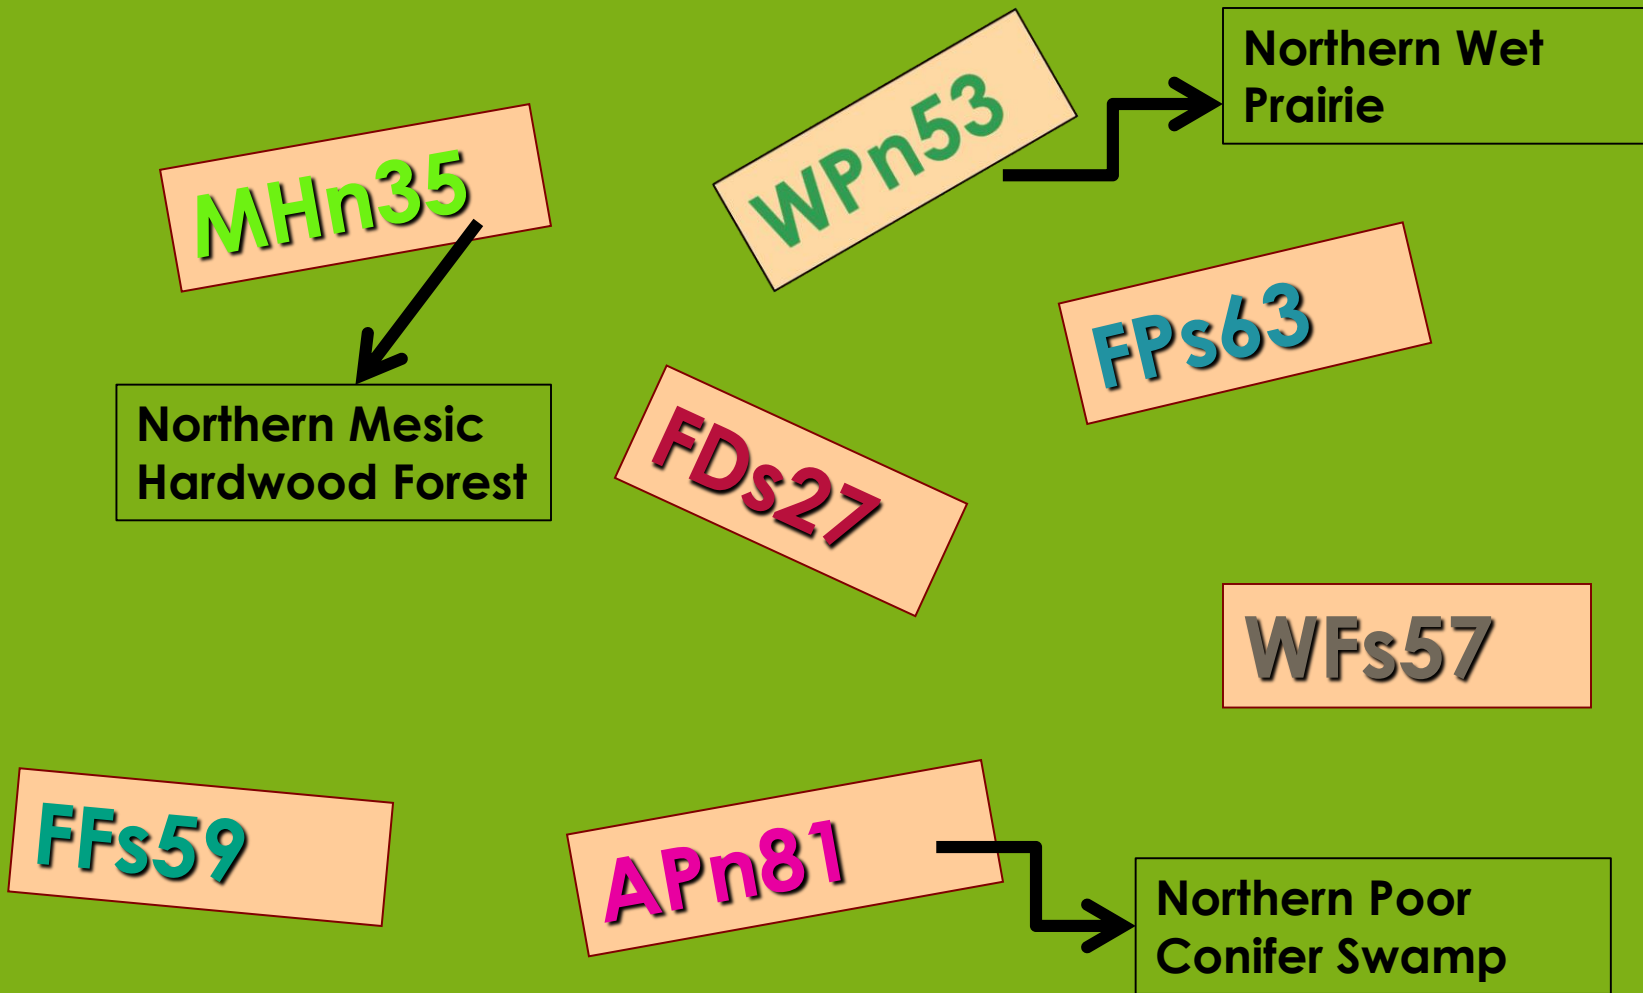 MHn35
WPn53
Northern Wet
Prairie
FPs63
Northern Mesic
Hardwood Forest
FDs27
WFs57
FFs59
APn81
Northern Poor
Conifer Swamp